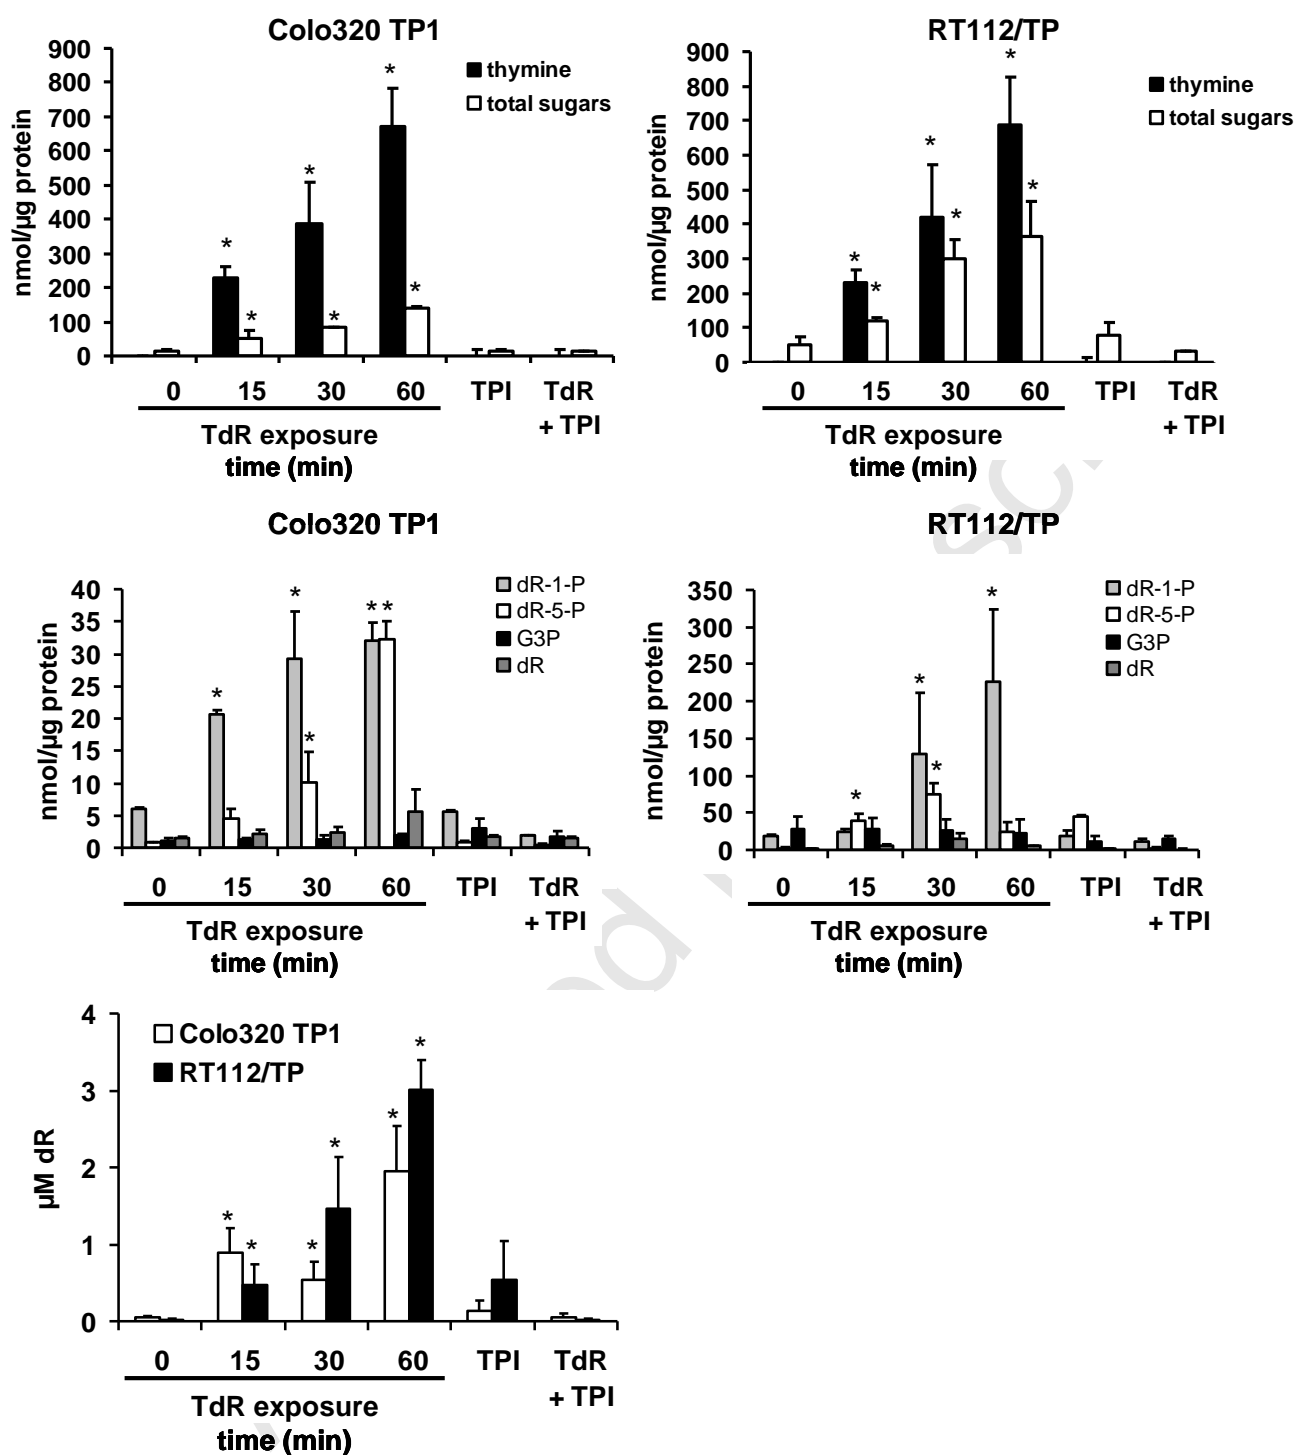 Colo320 TP1
900
800
700
600
500
400
300
200
100
0
nmol/µg protein
thymine
total sugars
*
*
*
*
*
*
0 15 30 60 TPI TdR
+ TPI
TdR exposure
time (min)
RT112/TP
900
800
700
600
500
400
300
200
100
0
nmol/µg protein
thymine
total sugars
*
*
*
*
*
*
0 15 30 60 TPI TdR
+ TPI
TdR exposure
time (min)
Colo320 TP1
40
35
30
25
20
15
10
5
0
nmol/µg protein
dR-1-P
dR-5-P
G3P
dR
*
*
*
* *
0 15 30 60 TPI TdR
+ TPI
TdR exposure
time (min)
RT112/TP
350
300
250
200
150
100
50
0
nmol/µg protein
dR-1-P
dR-5-P
G3P
dR
*
*
*
*
0 15 30 60 TPI TdR
+ TPI
TdR exposure
time (min)
4
3
2
1
0
µM dR
Colo320 TP1
RT112/TP
*
*
*
*
*
*
0 15 30 60 TPI TdR
+ TPI
TdR exposure
time (min)